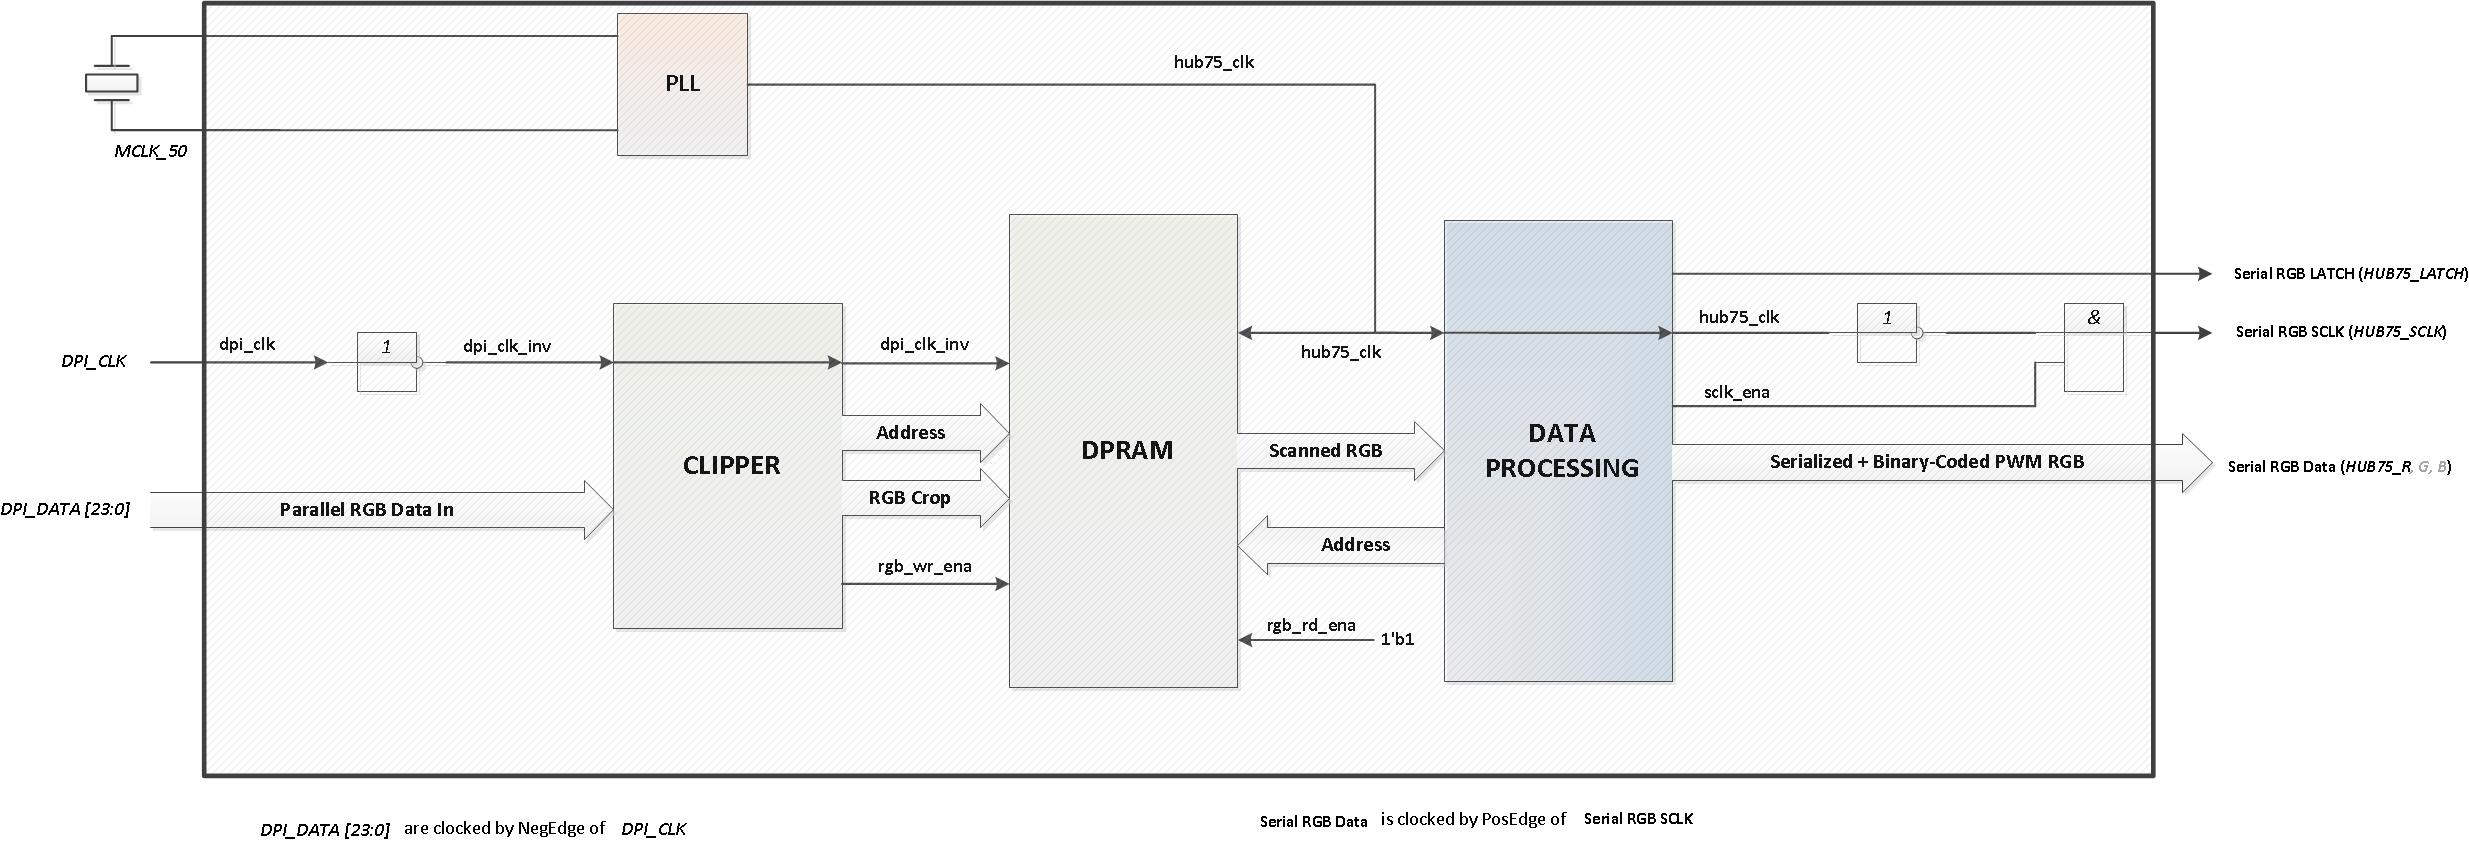 PLL
hub75_clk
MCLK_50
Serial RGB LATCH (HUB75_LATCH)
dpi_clk
1
dpi_clk_inv
dpi_clk_inv
hub75_clk
hub75_clk
1
&
Serial RGB SCLK (HUB75_SCLK)
DPI_CLK
sclk_ena
Address
CLIPPER
RGB Crop
DPRAM
Scanned RGB
DATA
PROCESSING
Serialized + Binary-Coded PWM RGB
Serial RGB Data (HUB75_R, G, B)
DPI_DATA [23:0]
Parallel RGB Data In
Address
rgb_wr_ena
rgb_rd_ena
1'b1
DPI_DATA [23:0] are clocked by NegEdge of DPI_CLK
Serial RGB Data is clocked by PosEdge of Serial RGB SCLK